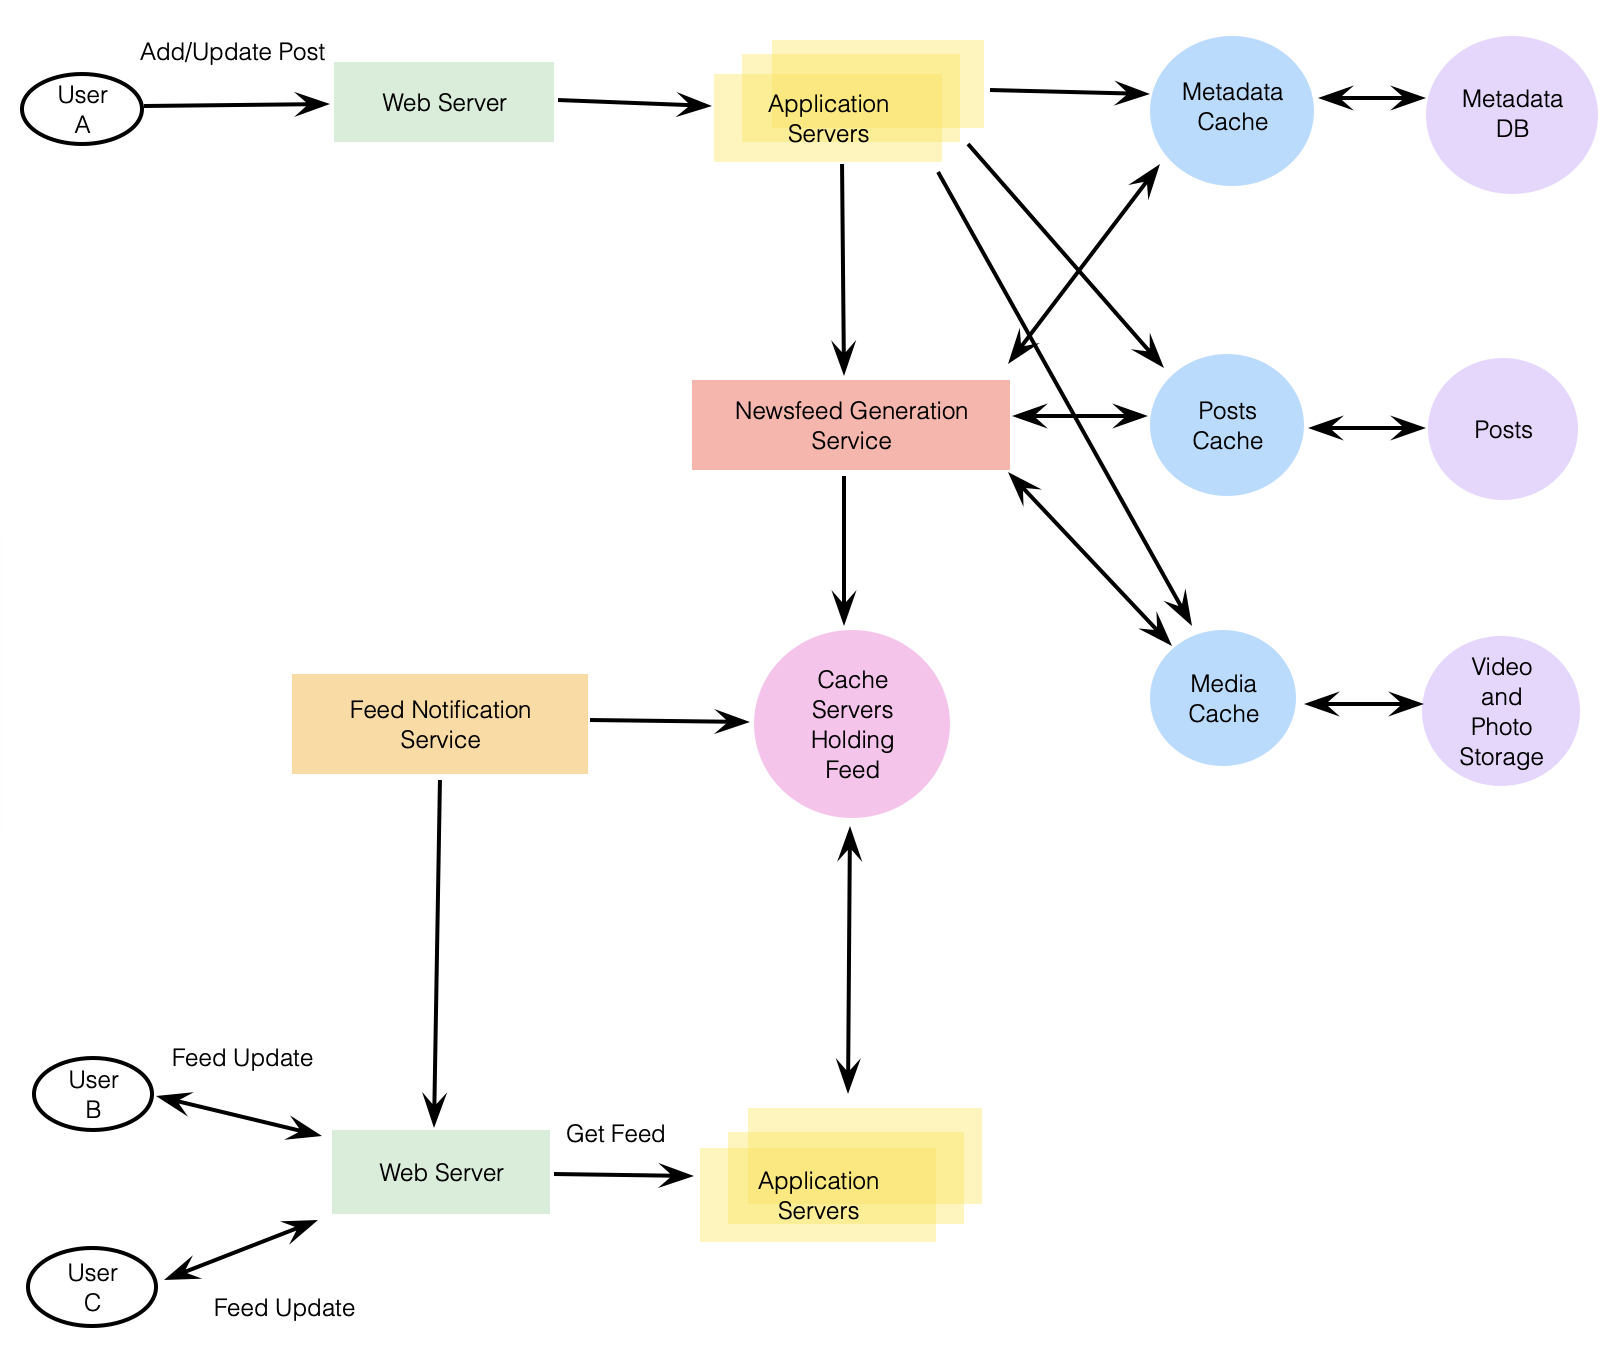 Add/Update Post
User
A
Web Server
Application
Servers
Metadata
Cache
Metadata
DB
Newsfeed Generation
Service
Posts
Cache
Posts
Feed Notification
Service
Cache
Servers
Holding
Feed
Media
Cache
Video
and
Photo
Storage
Feed Update
User
B
Web Server
Get Feed
Application
Servers
User
C
Feed Update